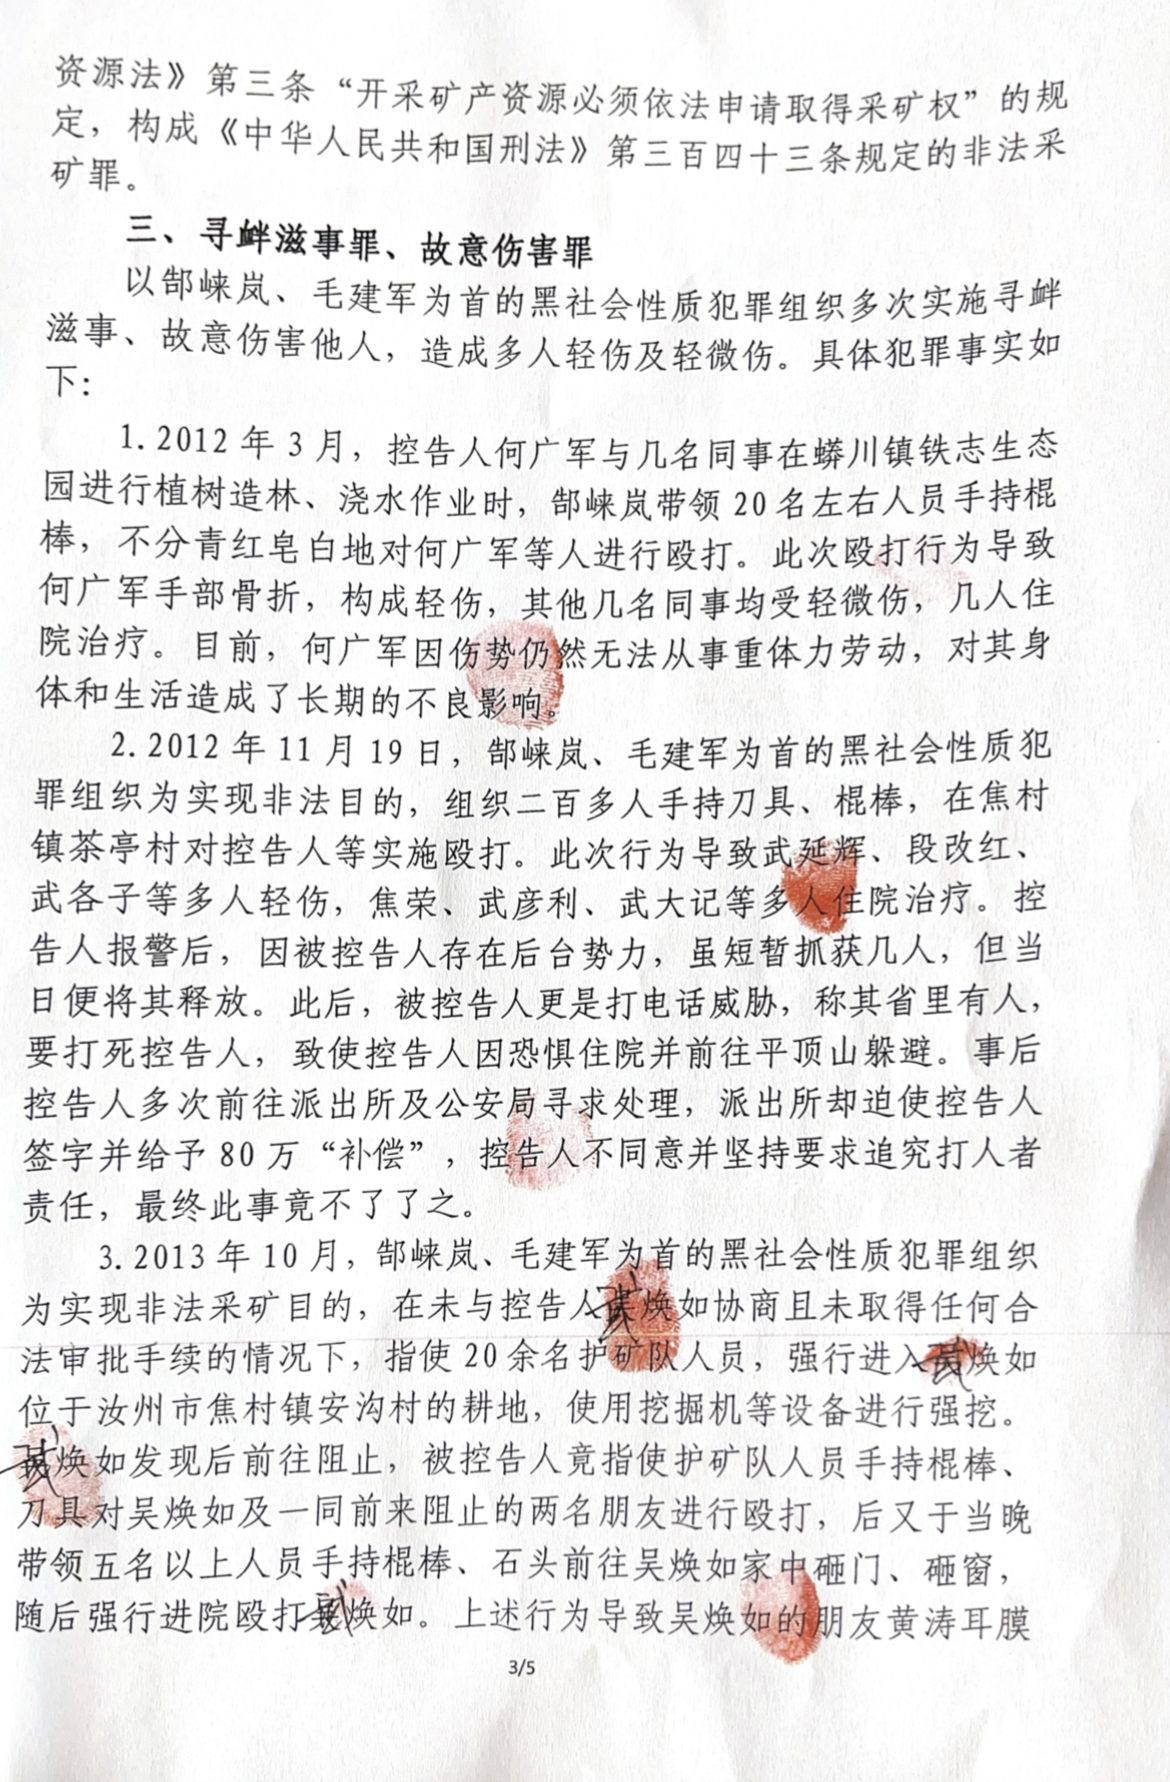 资源法》第三条“开采矿产资源必须依法申请取得采矿权”的规
定，构成《中华人民共和国刑法》第三百四十三条规定的非法采
矿罪。
三、寻衅滋事罪、故意伤害罪
以郜崃岚、毛建军为首的黑社会性质犯罪组织多次实施寻衅
滋事、故意伤害他人，造成多人轻伤及轻微伤。具体犯罪事实如
下：
1.2012 年 3 月，控告人何广军与几名同事在蟒川镇铁志生态
园进行植树造林、浇水作业时，郜崃岚带领 20 名左右人员手持棍
棒，不分青红皂白地对何广军等人进行殴打。此次殴打行为导致
何广军手部骨折，构成轻伤，其他几名同事均受轻微伤，几人住
院治疗。目前，何广军因伤势仍然无法从事重体力劳动，对其身
体和生活造成了长期的不良影响。
2.2012 年 11 月 19 日，郜崃岚、毛建军为首的黑社会性质犯
罪组织为实现非法目的，组织二百多人手持刀具、棍棒，在焦村
镇茶亭村对控告人等实施殴打。此次行为导致武延辉、段改红、
武各子等多人轻伤，焦荣、武彦利、武大记等多人住院治疗。控
告人报警后，因被控告人存在后台势力，虽短暂抓获几人，但当
日便将其释放。此后，被控告人更是打电话威胁，称其省里有人，
要打死控告人，致使控告人因恐惧住院并前往平顶山躲避。事后
控告人多次前往派出所及公安局寻求处理，派出所却迫使控告人
签字并给予 80 万“补偿”，控告人不同意并坚持要求追究打人者
责任，最终此事竟不了了之。
3.2013 年 10 月，郜崃岚、毛建军为首的黑社会性质犯罪组织
为实现非法采矿目的，在未与控告人武焕如协商且未取得任何合
法审批手续的情况下，指使 20 余名护矿队人员，强行进入武焕如
位于汝州市焦村镇安沟村的耕地，使用挖掘机等设备进行强挖。
武焕如发现后前往阻止，被控告人竟指使护矿队人员手持棍棒、
刀具对吴焕如及一同前来阻止的两名朋友进行殴打，后又于当晚
带领五名以上人员手持棍棒、石头前往吴焕如家中砸门、砸窗，
随后强行进院殴打武焕如。上述行为导致吴焕如的朋友黄涛耳膜
3/5